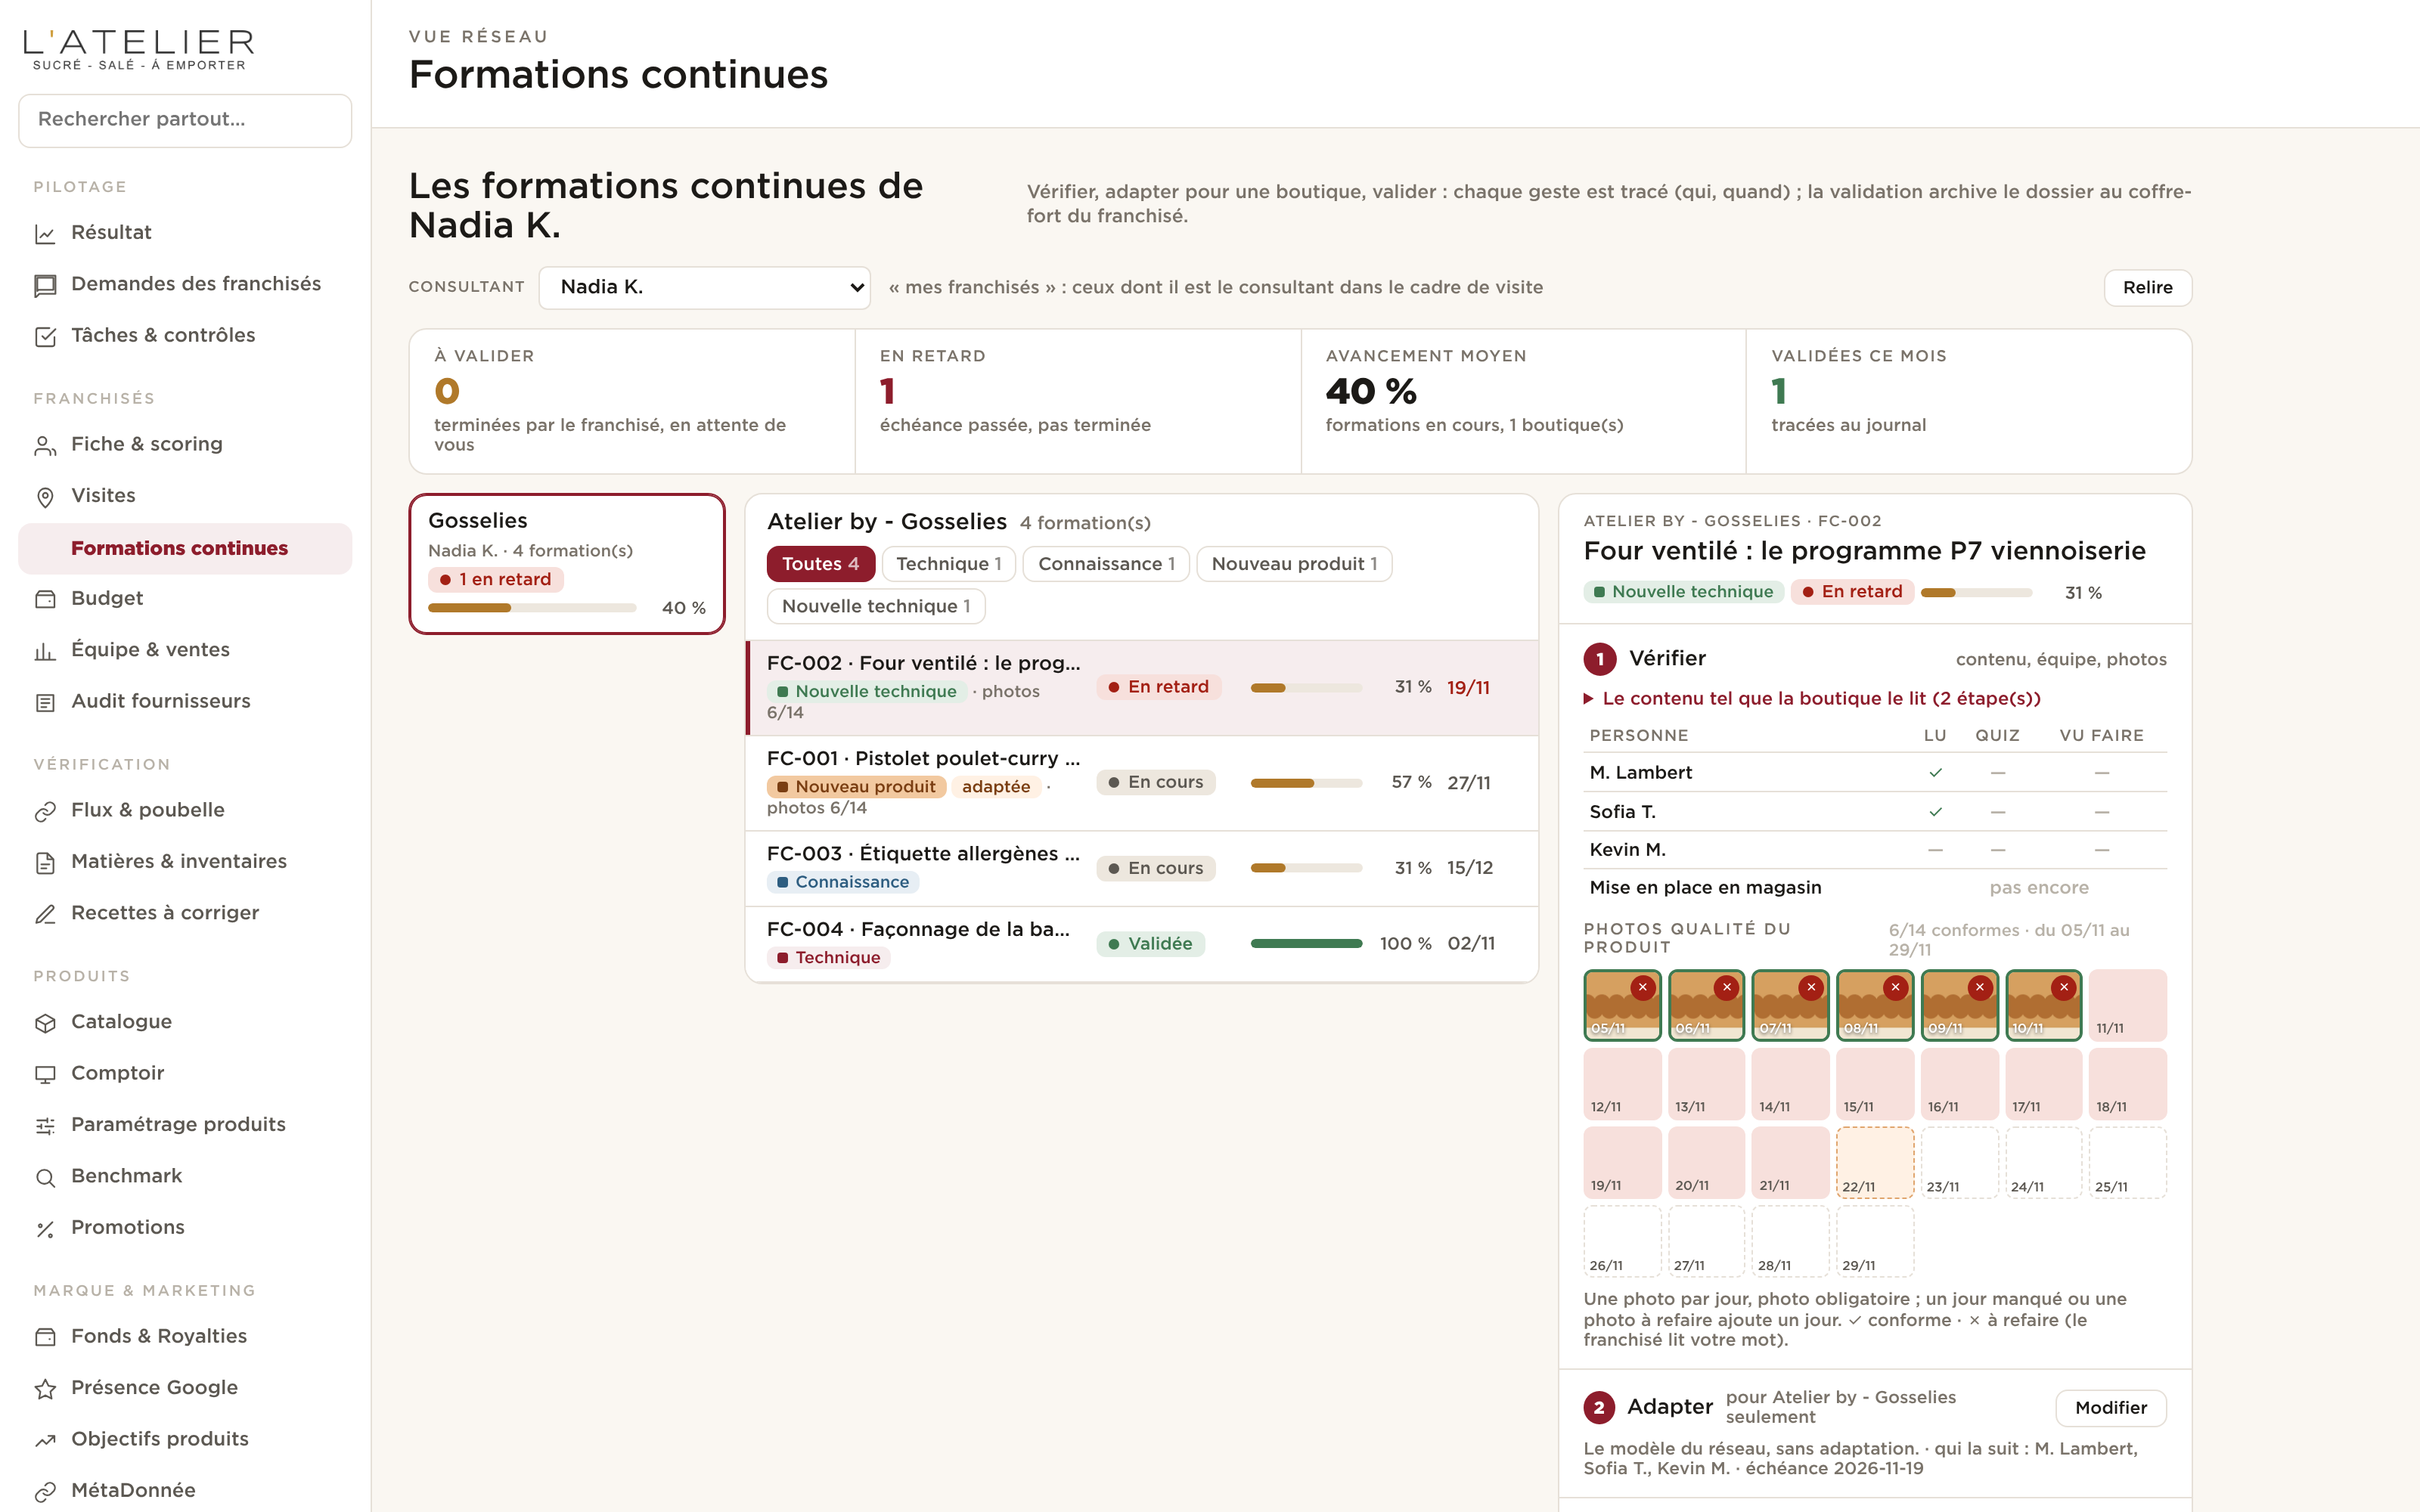 L'ATELIER
SUCRÉ - SALÉ - À EMPORTER
Rechercher partout...
PILOTAGE
Résultat
Demandes des franchisés
Tâches & contrôles
FRANCHISÉS
Fiche & scoring
Visites
Formations continues
Budget
Équipe & ventes
Audit fournisseurs
VÉRIFICATION
Flux & poubelle
Matières & inventaires
Recettes à corriger
PRODUITS
Catalogue
Comptoir
Paramétrage produits
Benchmark
Promotions
MARQUE & MARKETING
Fonds & Royalties
Présence Google
Objectifs produits
MétaDonnée
VUE RÉSEAU
Formations continues
Les formations continues de
Nadia K.
Vérifier, adapter pour une boutique, valider : chaque geste est tracé (qui, quand) ; la validation archive le dossier au coffre-
fort du franchisé.
CONSULTANT
Nadia K.
« mes franchisés » : ceux dont il est le consultant dans le cadre de visite
Relire
À VALIDER
0
terminées par le franchisé, en attente de
vous
EN RETARD
1
échéance passée, pas terminée
AVANCEMENT MOYEN
40 %
formations en cours, 1 boutique(s)
VALIDÉES CE MOIS
1
tracées au journal
Gosselies
Nadia K. · 4 formation(s)
1 en retard
40 %
Atelier by - Gosselies 4 formation(s)
Toutes 4
Technique 1
Connaissance 1
Nouveau produit 1
Nouvelle technique 1
FC-002 · Four ventilé : le prog...
Nouvelle technique · photos
6/14
En retard
31 %
19/11
FC-001 · Pistolet poulet-curry ...
Nouveau produit adaptée ·
photos 6/14
En cours
57 %
27/11
FC-003 · Étiquette allergènes ...
Connaissance
En cours
31 %
15/12
FC-004 · Façonnage de la ba...
Technique
Validée
100 %
02/11
ATELIER BY - GOSSELIES · FC-002
Four ventilé : le programme P7 viennoiserie
Nouvelle technique
En retard
31 %
1 Vérifier
contenu, équipe, photos
▶ Le contenu tel que la boutique le lit (2 étape(s))
PERSONNE LU QUIZ VU FAIRE
M. Lambert ✓ — —
Sofia T. ✓ — —
Kevin M. — — —
Mise en place en magasin pas encore
PHOTOS QUALITÉ DU
PRODUIT
6/14 conformes · du 05/11 au
29/11
05/11 06/11 07/11 08/11 09/11 10/11 11/11
12/11 13/11 14/11 15/11 16/11 17/11 18/11
19/11 20/11 21/11 22/11 23/11 24/11 25/11
26/11 27/11 28/11 29/11
Une photo par jour, photo obligatoire ; un jour manqué ou une
photo à refaire ajoute un jour. ✓ conforme · × à refaire (le
franchisé lit votre mot).
2 Adapter
pour Atelier by - Gosselies
seulement
Modifier
Le modèle du réseau, sans adaptation. · qui la suit : M. Lambert,
Sofia T., Kevin M. · échéance 2026-11-19